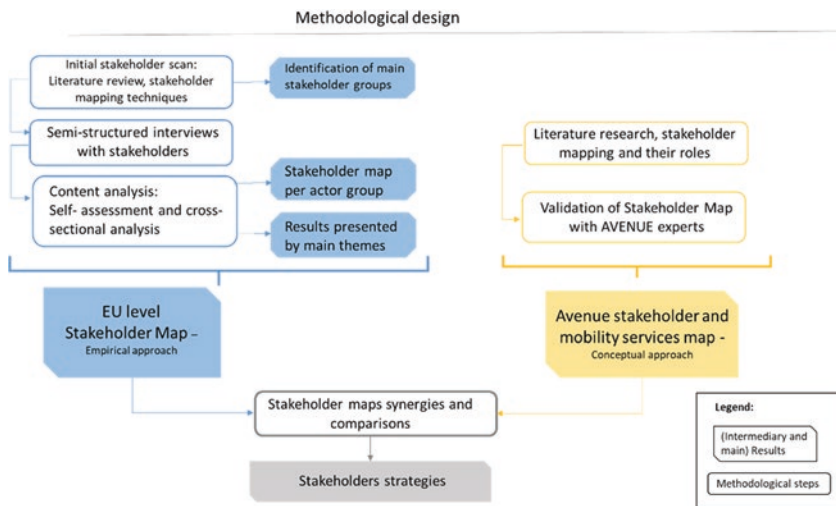 Methodological design
Initial stakeholder scan:
Literature review, stakeholder
mapping techniques
Identification of main
stakeholder groups
Semi-structured interviews
with stakeholders
Content analysis:
Self- assessment and cross-
sectional analysis
Stakeholder map
per actor group
Results presented
by main themes
Literature research, stakeholder
mapping and their roles
Validation of Stakeholder Map
with AVENUE experts
EU level
Stakeholder Map –
Empirical approach
Avenue stakeholder and
mobility services map -
Conceptual approach
Stakeholder maps synergies and
comparisons
Stakeholders strategies
Legend:
(Intermediary and
main) Results
Methodological steps